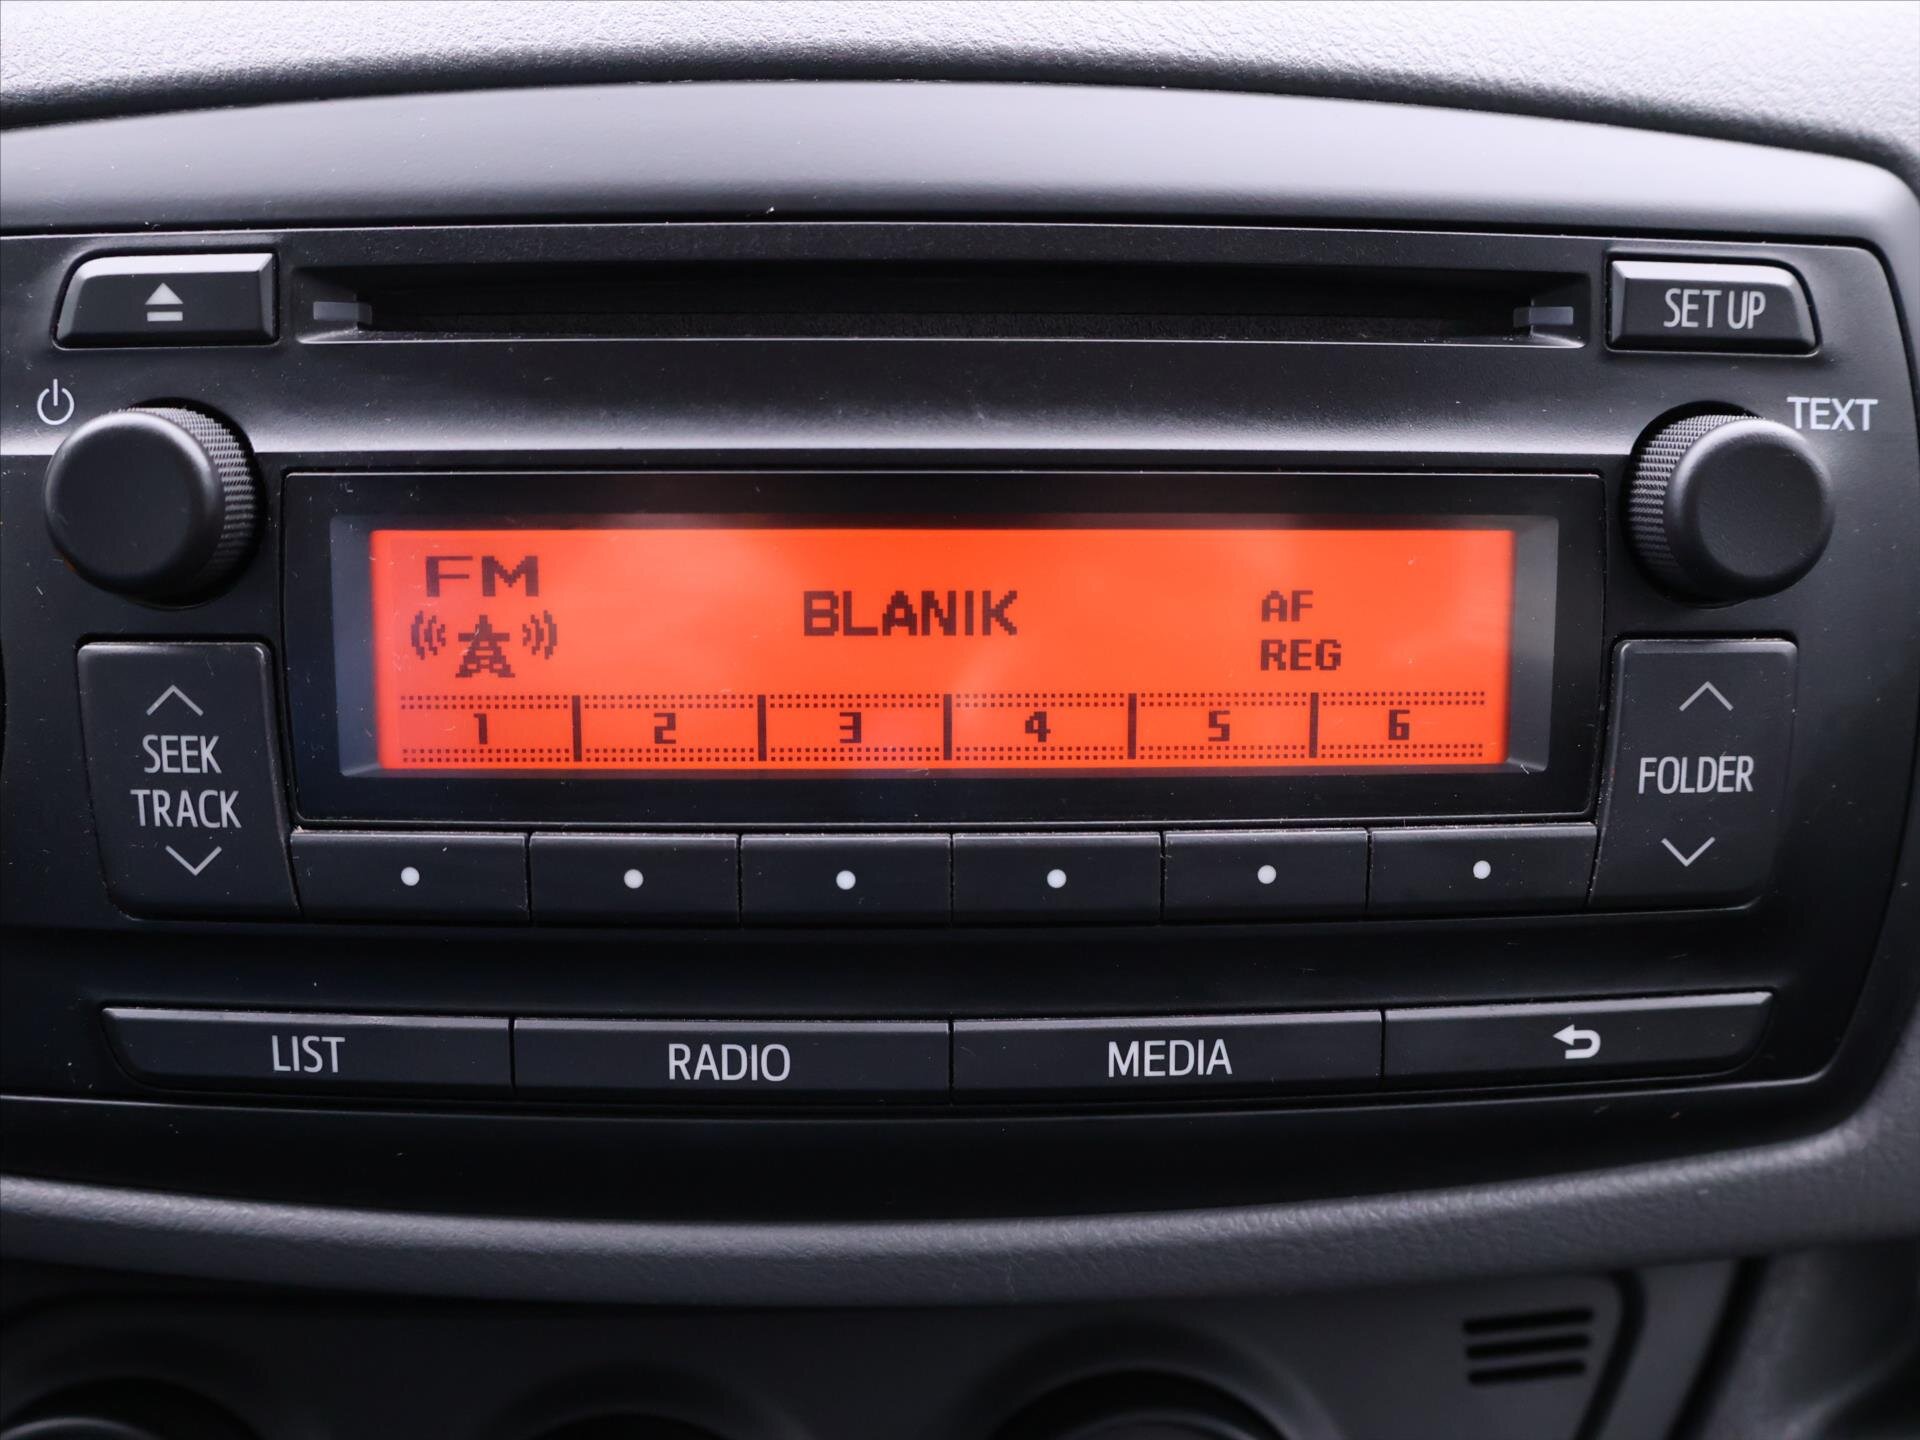 SET UP
TEXT
FM
BLANIK
AF
REG
1 2 3 4 5 6
SEEK
TRACK
FOLDER
LIST
RADIO
MEDIA